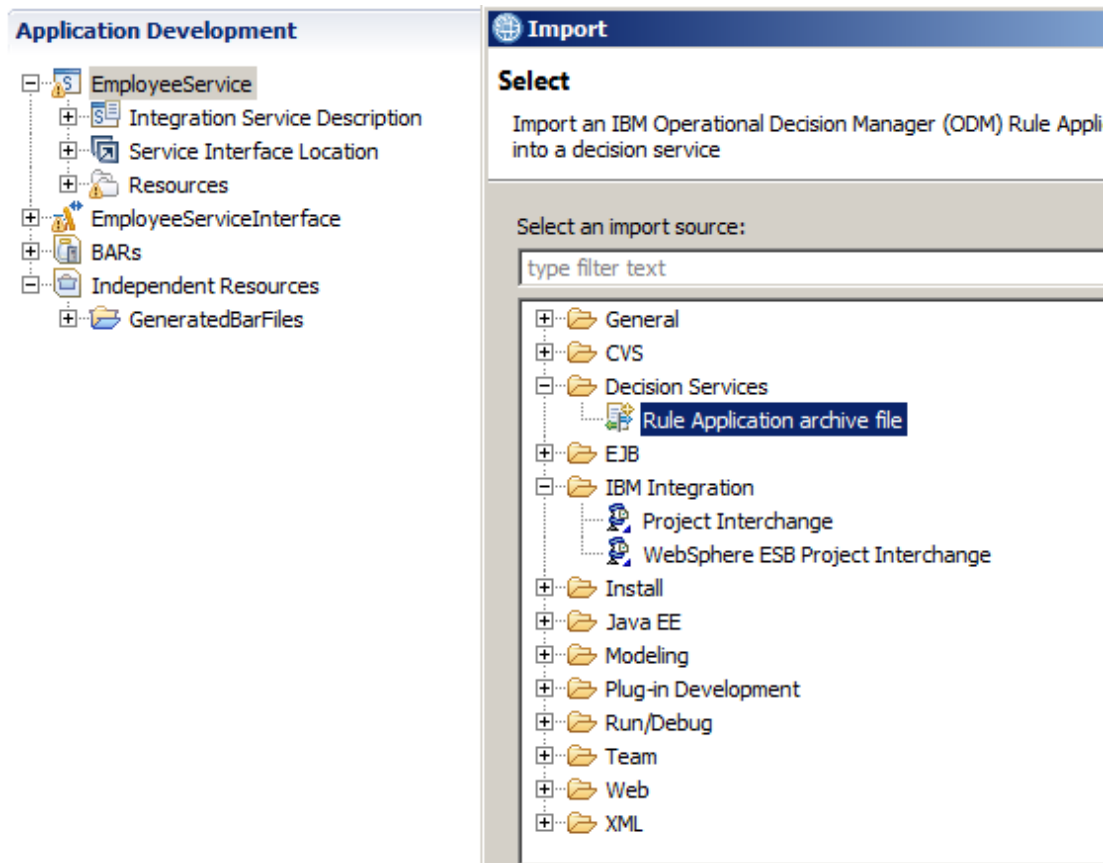 Application Development
EmployeeService
Integration Service Description
Service Interface Location
Resources
EmployeeServiceInterface
BARs
Independent Resources
GeneratedBarFiles
Import
Select
Import an IBM Operational Decision Manager (ODM) Rule Appli
into a decision service
Select an import source:
type filter text
General
CVS
Decision Services
Rule Application archive file
EJB
IBM Integration
Project Interchange
WebSphere ESB Project Interchange
Install
Java EE
Modeling
Plug-in Development
Run/Debug
Team
Web
XML